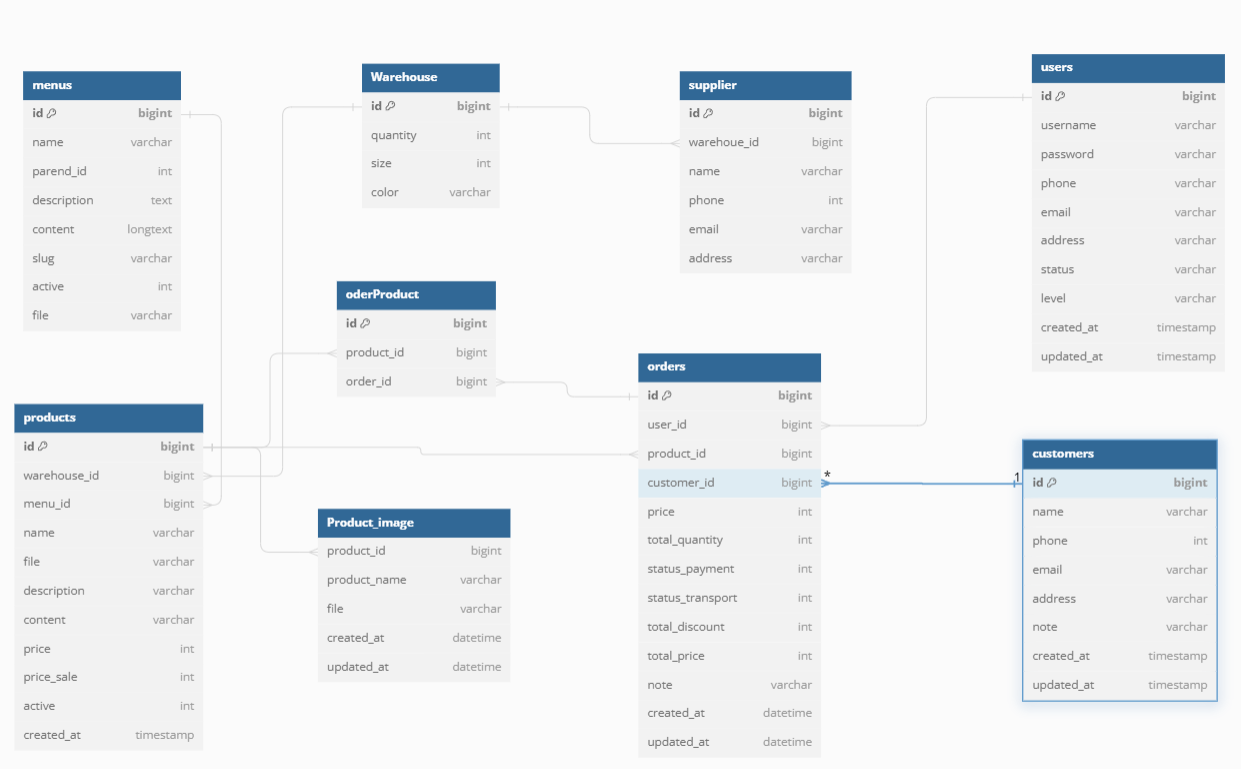 menus
id bigint
name varchar
parend_id int
description text
content longtext
slug varchar
active int
file varchar
Warehouse
id bigint
quantity int
size int
color varchar
supplier
id bigint
warehoue_id bigint
name varchar
phone int
email varchar
address varchar
users
id bigint
username varchar
password varchar
phone varchar
email varchar
address varchar
status varchar
level varchar
created_at timestamp
updated_at timestamp
oderProduct
id bigint
product_id bigint
order_id bigint
orders
id bigint
user_id bigint
product_id bigint
customer_id bigint
price int
total_quantity int
status_payment int
status_transport int
total_discount int
total_price int
note varchar
created_at datetime
updated_at datetime
* 1
products
id bigint
warehouse_id bigint
menu_id bigint
name varchar
file varchar
description varchar
content varchar
price int
price_sale int
active int
created_at timestamp
Product_image
product_id bigint
product_name varchar
file varchar
created_at datetime
updated_at datetime
customers
id bigint
name varchar
phone int
email varchar
address varchar
note varchar
created_at timestamp
updated_at timestamp